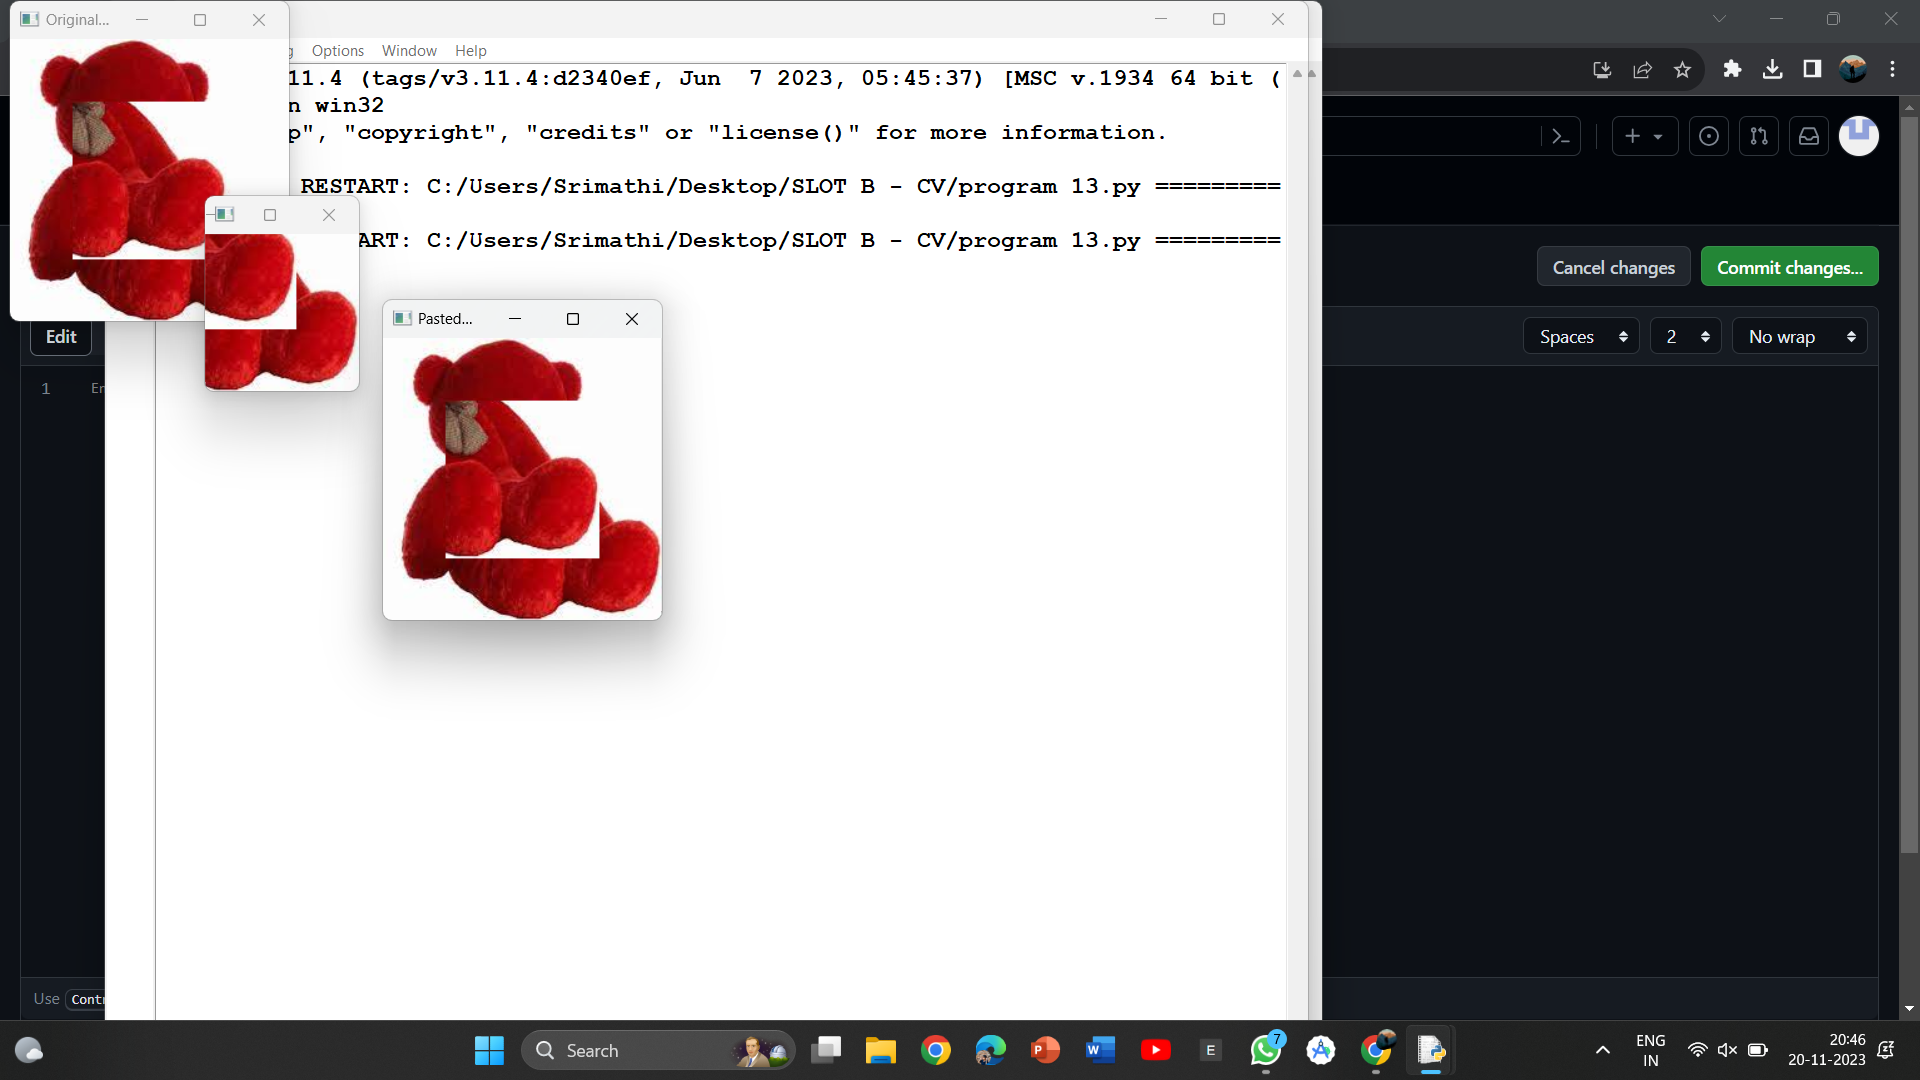 Original...
Options Window Help
11.4 (tags/v3.11.4:d2340ef, Jun 7 2023, 05:45:37) [MSC v.1934 64 bit (
n win32
p", "copyright", "credits" or "license()" for more information.
RESTART: C:/Users/Srimathi/Desktop/SLOT B - CV/program 13.py =========
ART: C:/Users/Srimathi/Desktop/SLOT B - CV/program 13.py =========
Cancel changes
Commit changes...
Pasted...
Edit
Spaces
2
No wrap
1
En
Use Contr
Search
P
W
E
7
ENG
IN
20:46
20-11-2023